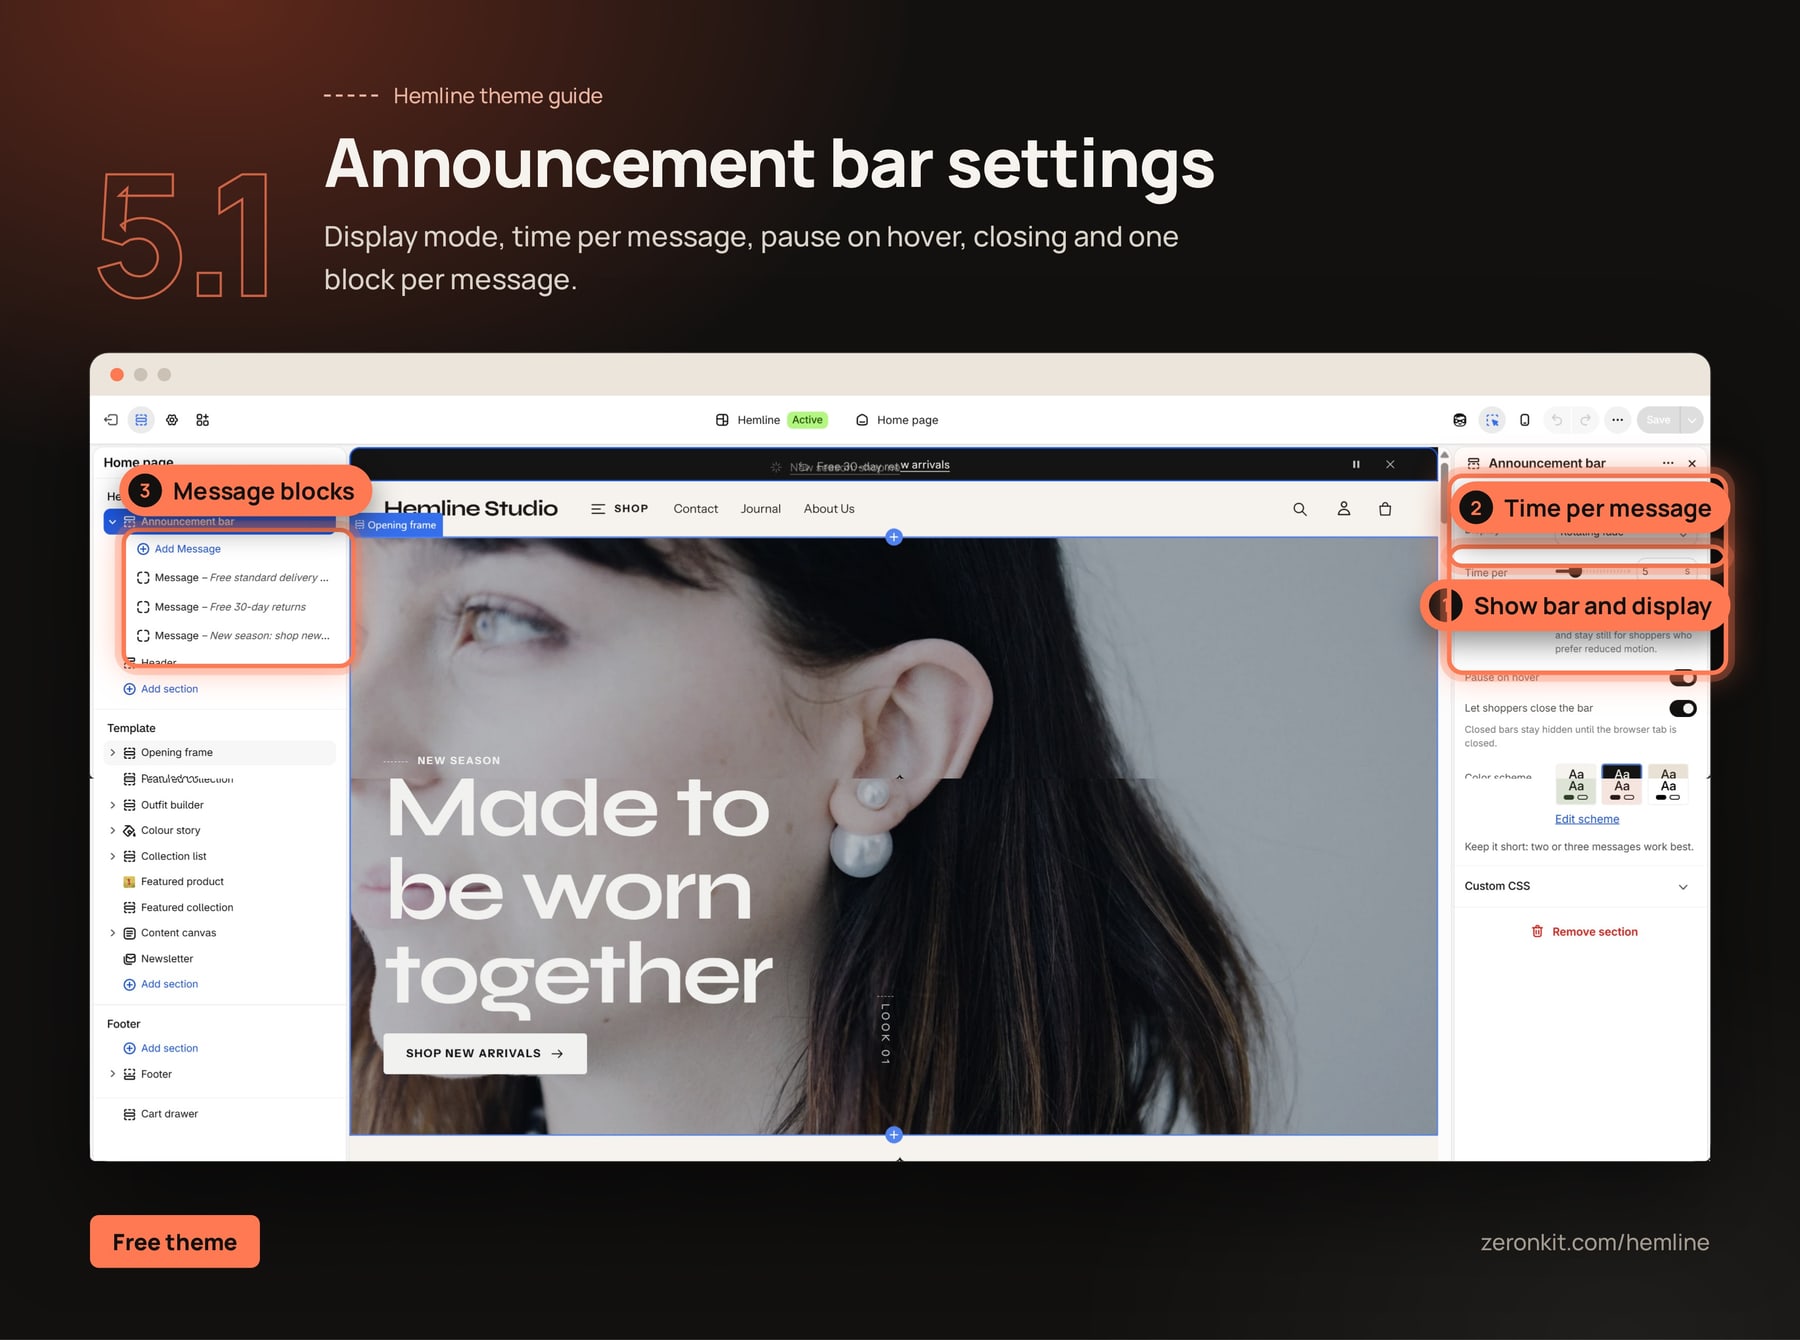 Hemline theme guide
5.1
Announcement bar settings
Display mode, time per message, pause on hover, closing and one
block per message.
Hemline Active Home page
Save
Home page
3 Message blocks
Announcement bar
Add Message
Message – Free standard delivery ...
Message – Free 30-day returns
Message – New season: shop new...
Header
Add section
Template
Opening frame
Featured collection
Outfit builder
Colour story
Collection list
Featured product
Featured collection
Content canvas
Newsletter
Add section
Footer
Add section
Footer
Cart drawer
w arrivals
Hemline Studio
SHOP Contact Journal About Us
Opening frame
NEW SEASON
Made to
be worn
together
SHOP NEW ARRIVALS
LOOK 01
Announcement bar
2 Time per message
Rotating fade
Time per 5 s
1 Show bar and display
and stay still for shoppers who
prefer reduced motion.
Pause on hover
Let shoppers close the bar
Closed bars stay hidden until the browser tab is
closed.
Color scheme
Aa Aa Aa
Aa Aa Aa
Edit scheme
Keep it short: two or three messages work best.
Custom CSS
Remove section
Free theme
zeronkit.com/hemline